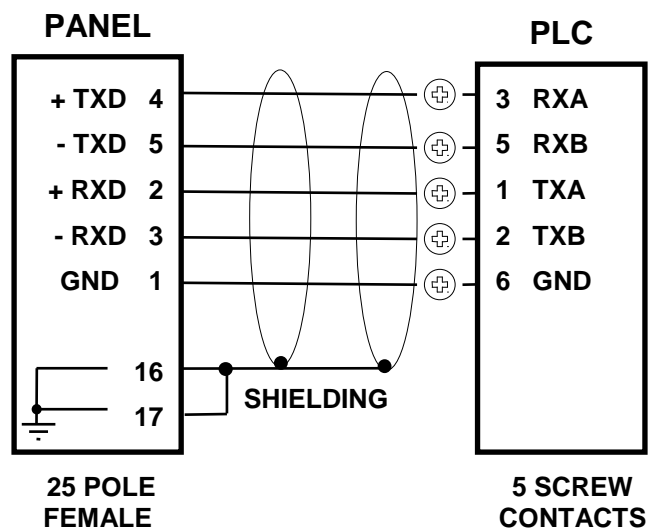 PANEL
PLC
+ TXD 4
3 RXA
- TXD 5
5 RXB
+ RXD 2
1 TXA
- RXD 3
2 TXB
GND 1
6 GND
16
17
SHIELDING
25 POLE
FEMALE
5 SCREW
CONTACTS